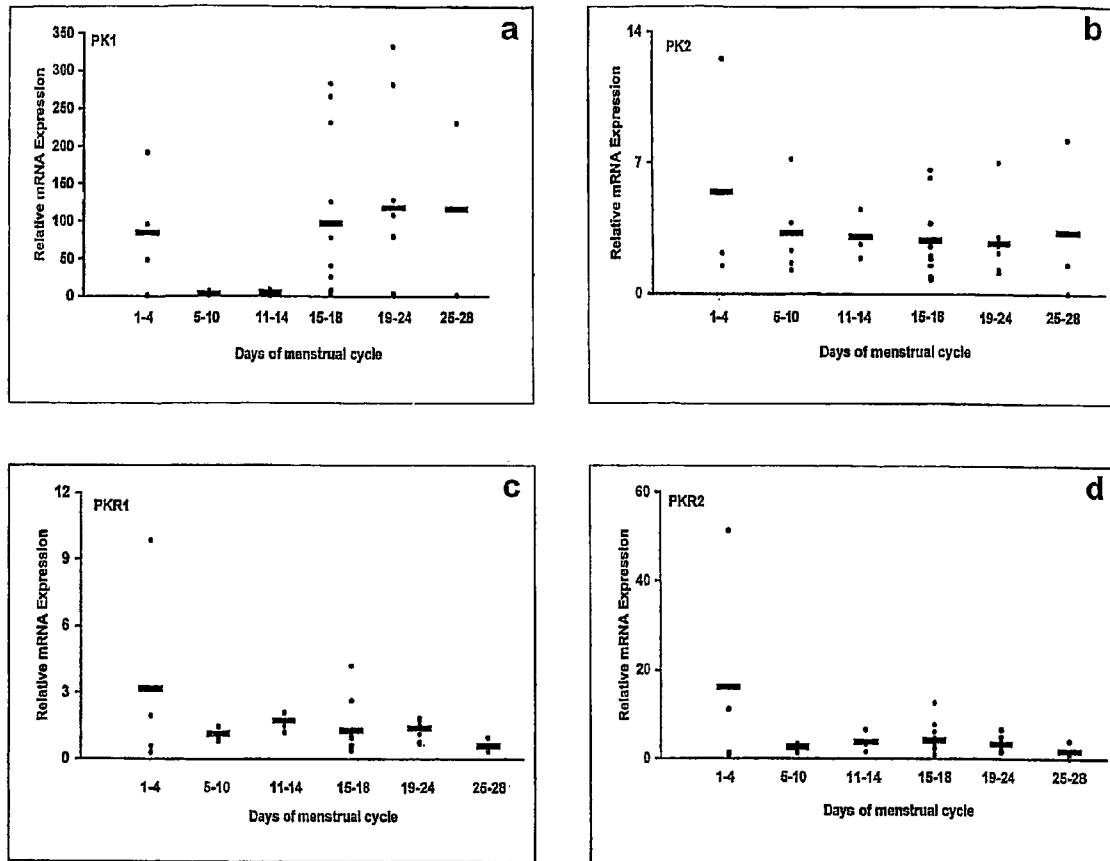 a
PK1
350
300
250
200
150
100
50
0
Relative mRNA Expression
1-4 5-10 11-14 15-18 19-24 25-28
Days of menstrual cycle
b
PK2
14
7
0
Relative mRNA Expression
1-4 5-10 11-14 15-18 19-24 25-28
Days of menstrual cycle
c
PKR1
12
9
6
3
0
Relative mRNA Expression
1-4 5-10 11-14 15-18 19-24 25-28
Days of menstrual cycle
d
PKR2
60
40
20
0
Relative mRNA Expression
1-4 5-10 11-14 15-18 19-24 25-28
Days of menstrual cycle